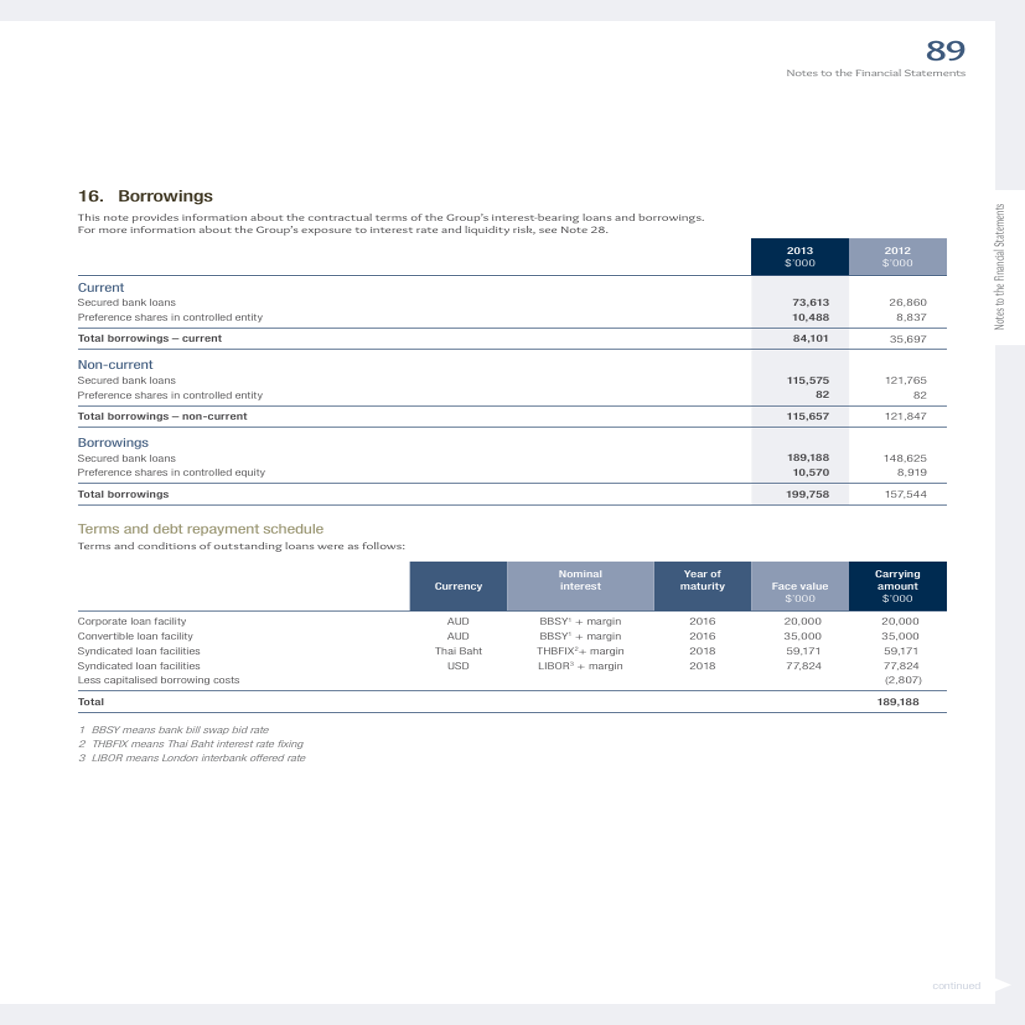 89
Notes to the Financial Statements
16. Borrowings
This note provides information about the contractual terms of the Group's interest-bearing loans and borrowings.
For more information about the Group's exposure to interest rate and liquidity risk, see Note 28.
2013 2012
$'000 $'000
Current
Secured bank loans 73,613 26,860
Preference shares in controlled entity 10,488 8,837
Total borrowings – current 84,101 35,697
Non-current
Secured bank loans 115,575 121,765
Preference shares in controlled entity 82 82
Total borrowings – non-current 115,657 121,847
Borrowings
Secured bank loans 189,188 148,625
Preference shares in controlled equity 10,570 8,919
Total borrowings 199,758 157,544
Terms and debt repayment schedule
Terms and conditions of outstanding loans were as follows:
Nominal Year of Carrying
Currency interest maturity Face value amount
$'000 $'000
Corporate loan facility AUD BBSY¹ + margin 2016 20,000 20,000
Convertible loan facility AUD BBSY¹ + margin 2016 35,000 35,000
Syndicated loan facilities Thai Baht THBFIX²+ margin 2018 59,171 59,171
Syndicated loan facilities USD LIBOR³ + margin 2018 77,824 77,824
Less capitalised borrowing costs (2,807)
Total 189,188
1 BBSY means bank bill swap bid rate
2 THBFIX means Thai Baht interest rate fixing
3 LIBOR means London interbank offered rate
Notes to the Financial Statements
continued